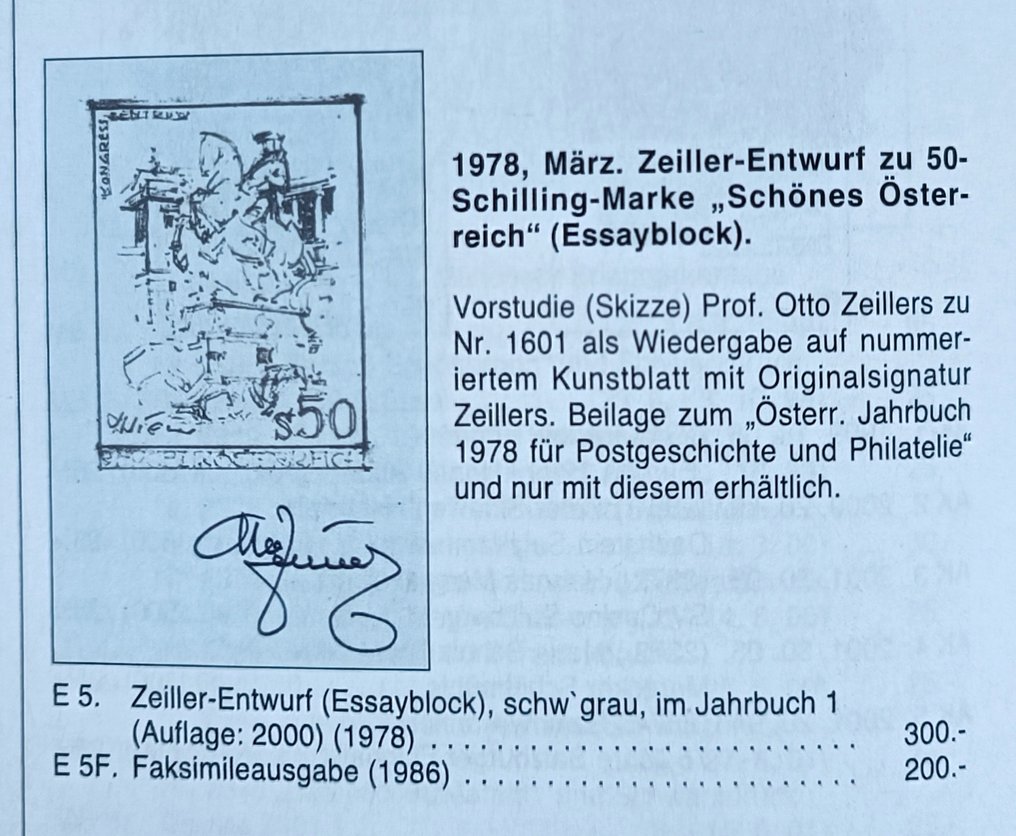 KONGRESS
ZENTRUM
WIEN
S 50
1978, März. Zeiller-Entwurf zu 50-
Schilling-Marke „Schönes Öster-
reich“ (Essayblock).
Vorstudie (Skizze) Prof. Otto Zeillers zu
Nr. 1601 als Wiedergabe auf nummer-
iertem Kunstblatt mit Originalsignatur
Zeillers. Beilage zum „Österr. Jahrbuch
1978 für Postgeschichte und Philatelie“
und nur mit diesem erhältlich.
E 5. Zeiller-Entwurf (Essayblock), schw`grau, im Jahrbuch 1
(Auflage: 2000) (1978) . . . . . . . . . . . . . . . . . . . . . . . . . . . . 300.-
E 5F. Faksimileausgabe (1986) . . . . . . . . . . . . . . . . . . . . . . . . . 200.-